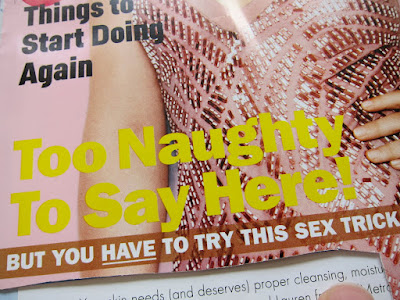 Things to
Start Doing
Again
Too Naughty
To Say Here!
BUT YOU HAVE TO TRY THIS SEX TRICK
skin needs (and deserves) proper cleansing, moistu
Lauren